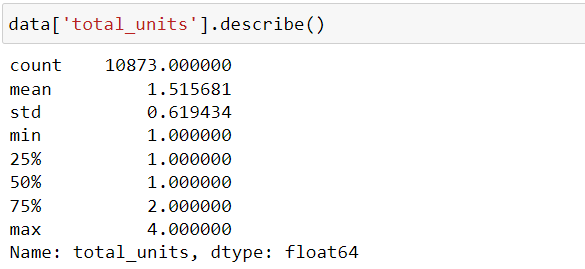 data['total_units'].describe()
count    10873.000000
mean         1.515681
std          0.619434
min          1.000000
25%          1.000000
50%          1.000000
75%          2.000000
max          4.000000
Name: total_units, dtype: float64